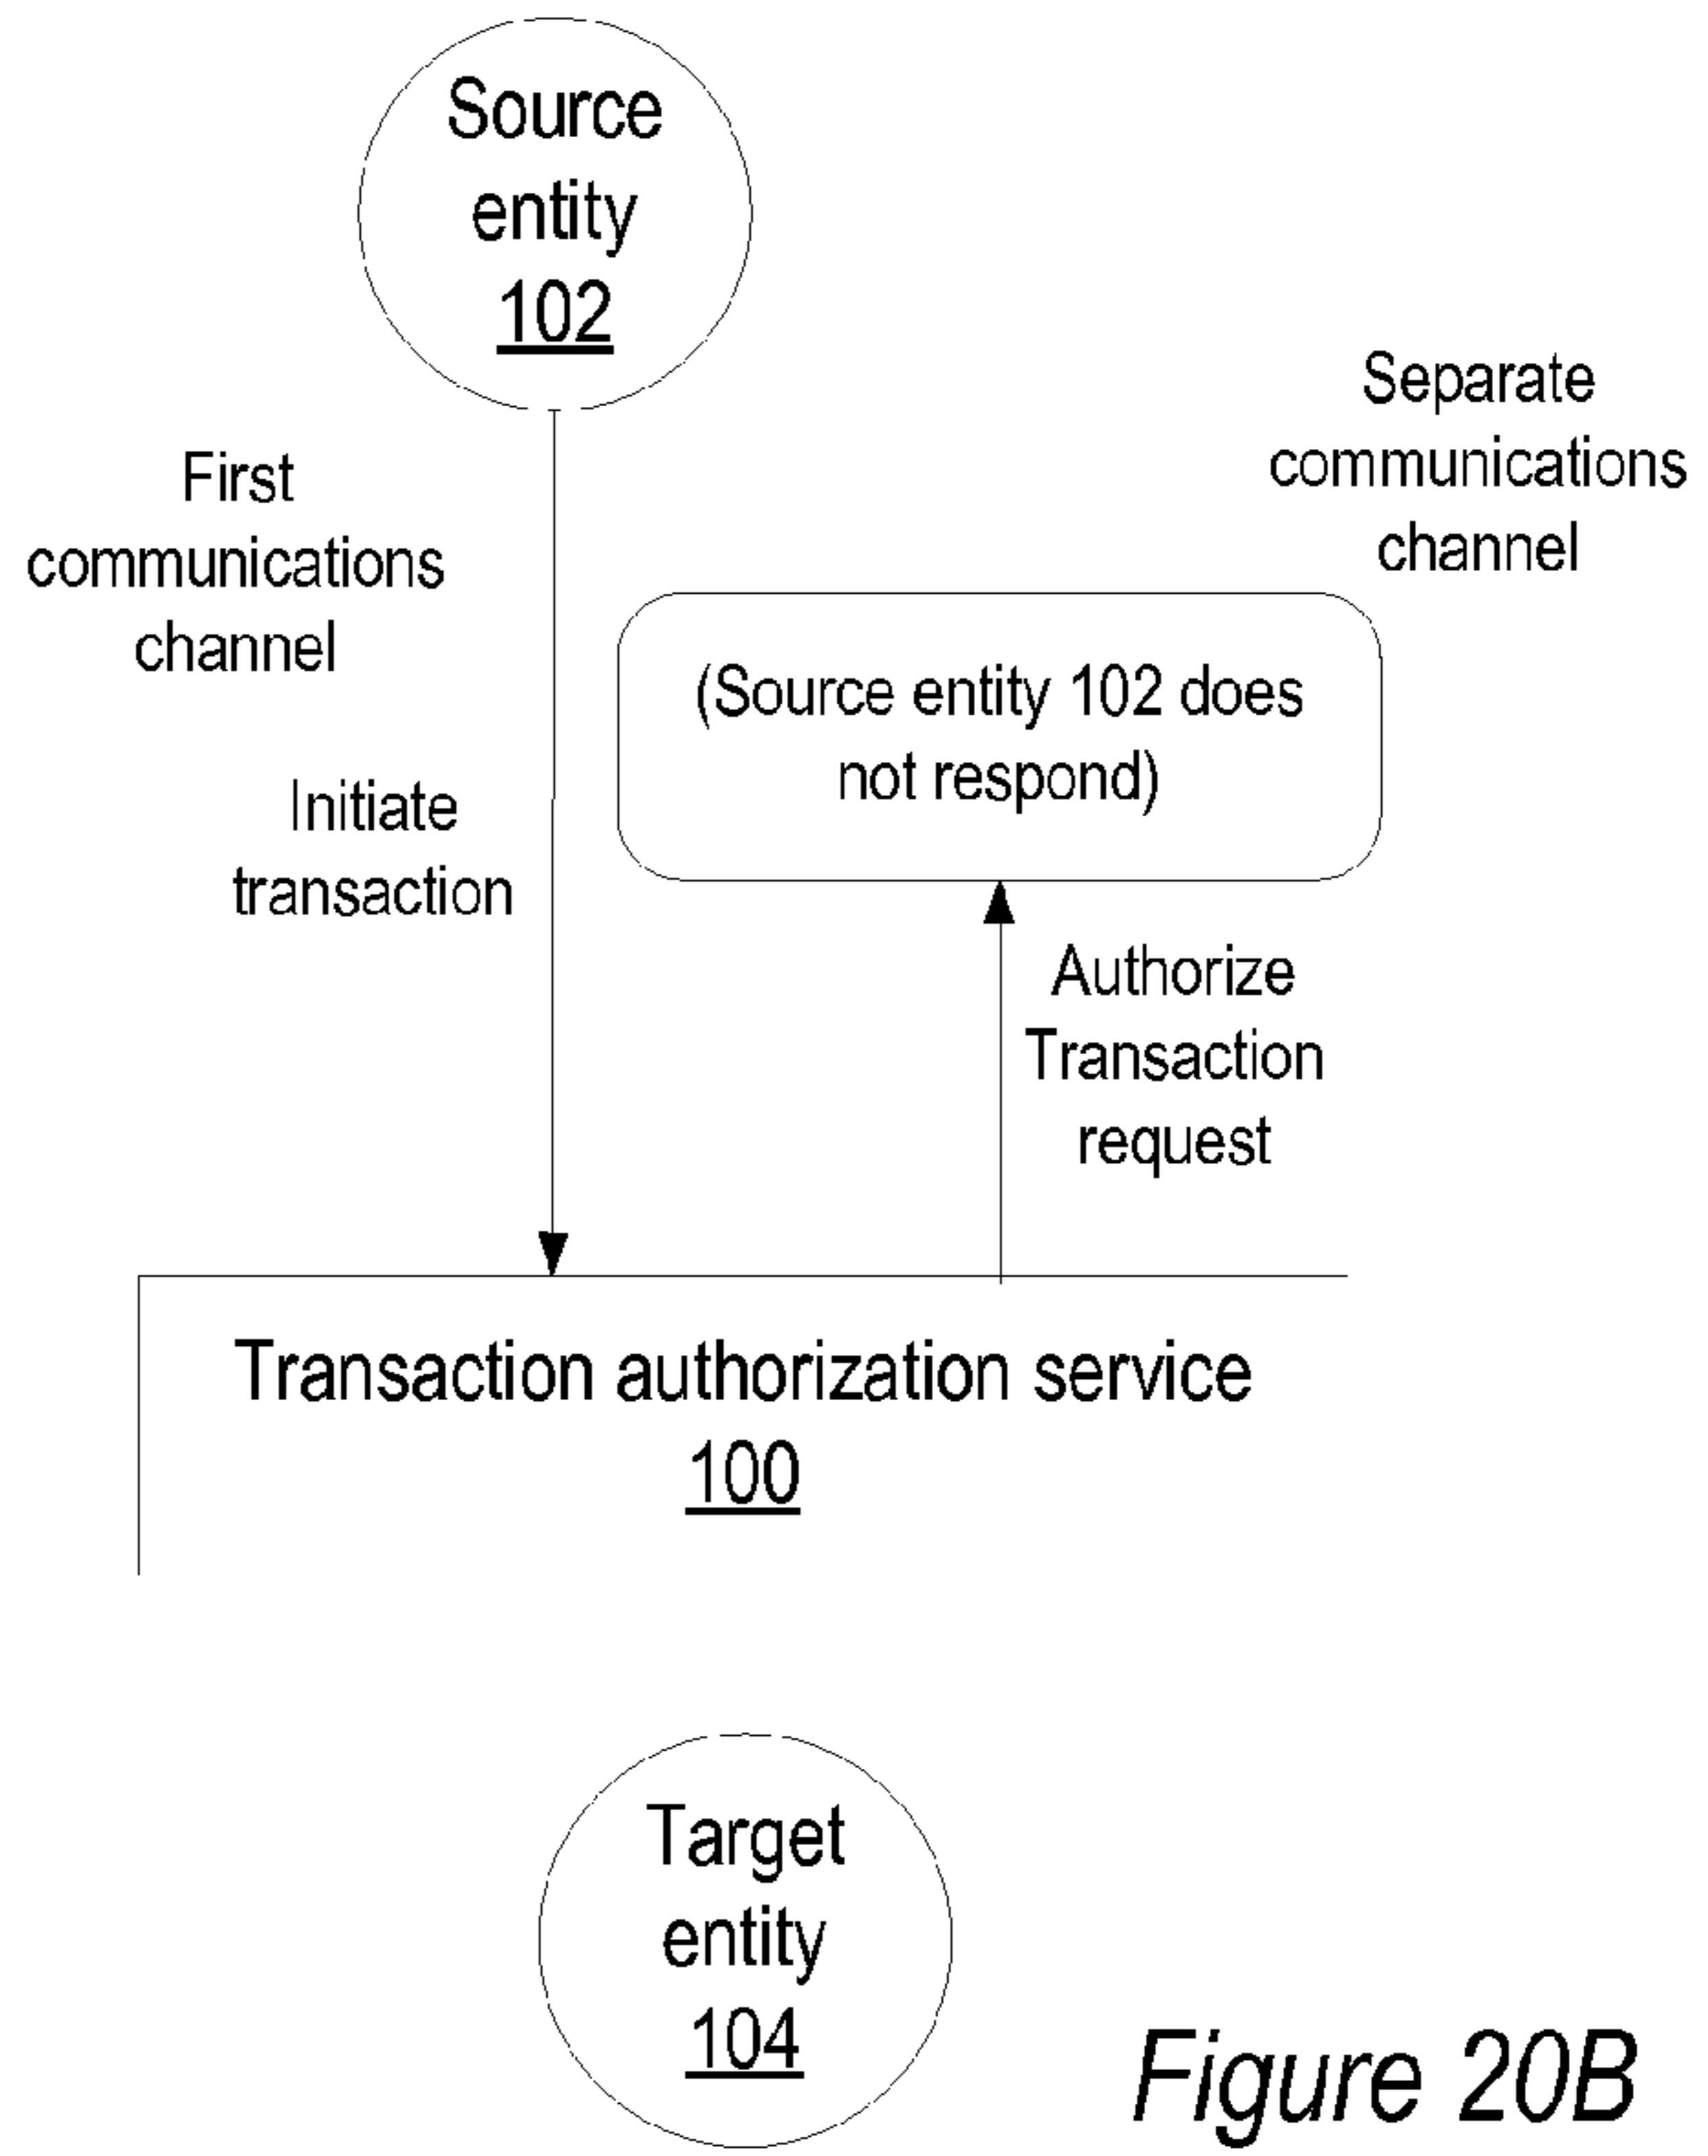 Source
entity
102
Separate
communications
channel
First
communications
channel
(Source entity 102 does
not respond)
Initiate
transaction
Authorize
Transaction
request
Transaction authorization service
100
Target
entity
104
Figure 20B